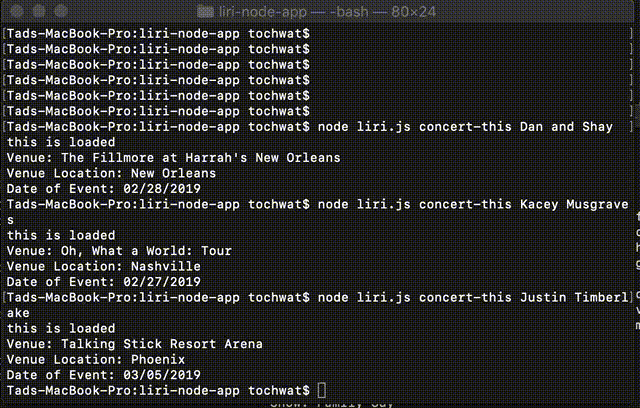 liri-node-app — -bash — 80×24
[Tads-MacBook-Pro:liri-node-app tochwat$ ]
[Tads-MacBook-Pro:liri-node-app tochwat$ ]
[Tads-MacBook-Pro:liri-node-app tochwat$ ]
[Tads-MacBook-Pro:liri-node-app tochwat$ ]
[Tads-MacBook-Pro:liri-node-app tochwat$ ]
[Tads-MacBook-Pro:liri-node-app tochwat$ ]
[Tads-MacBook-Pro:liri-node-app tochwat$ node liri.js concert-this Dan and Shay ]
this is loaded
Venue: The Fillmore at Harrah's New Orleans
Venue Location: New Orleans
Date of Event: 02/28/2019
Tads-MacBook-Pro:liri-node-app tochwat$ node liri.js concert-this Kacey Musgrave
s
this is loaded
Venue: Oh, What a World: Tour
Venue Location: Nashville
Date of Event: 02/27/2019
[Tads-MacBook-Pro:liri-node-app tochwat$ node liri.js concert-this Justin Timberl]
ake
this is loaded
Venue: Talking Stick Resort Arena
Venue Location: Phoenix
Date of Event: 03/05/2019
Tads-MacBook-Pro:liri-node-app tochwat$